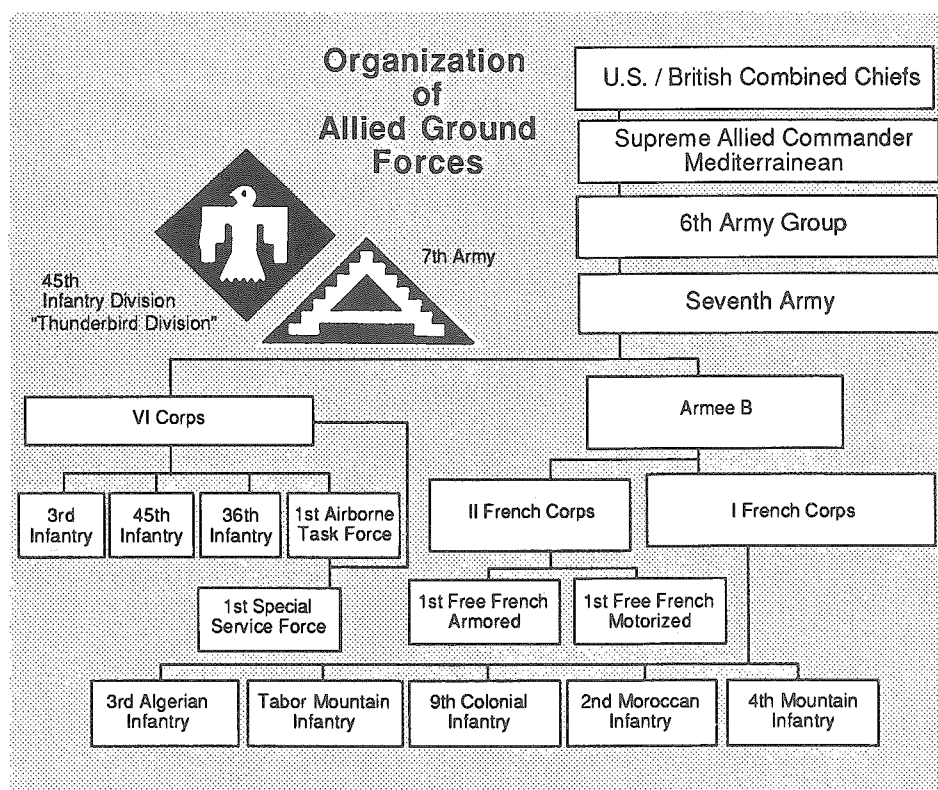 Organization
of
Allied Ground
Forces
U.S. / British Combined Chiefs
Supreme Allied Commander
Mediterrainean
6th Army Group
Seventh Army
45th
Infantry Division
"Thunderbird Division"
7th Army
VI Corps
Armee B
3rd
Infantry
45th
Infantry
36th
Infantry
1st Airborne
Task Force
II French Corps
I French Corps
1st Special
Service Force
1st Free French
Armored
1st Free French
Motorized
3rd Algerian
Infantry
Tabor Mountain
Infantry
9th Colonial
Infantry
2nd Moroccan
Infantry
4th Mountain
Infantry